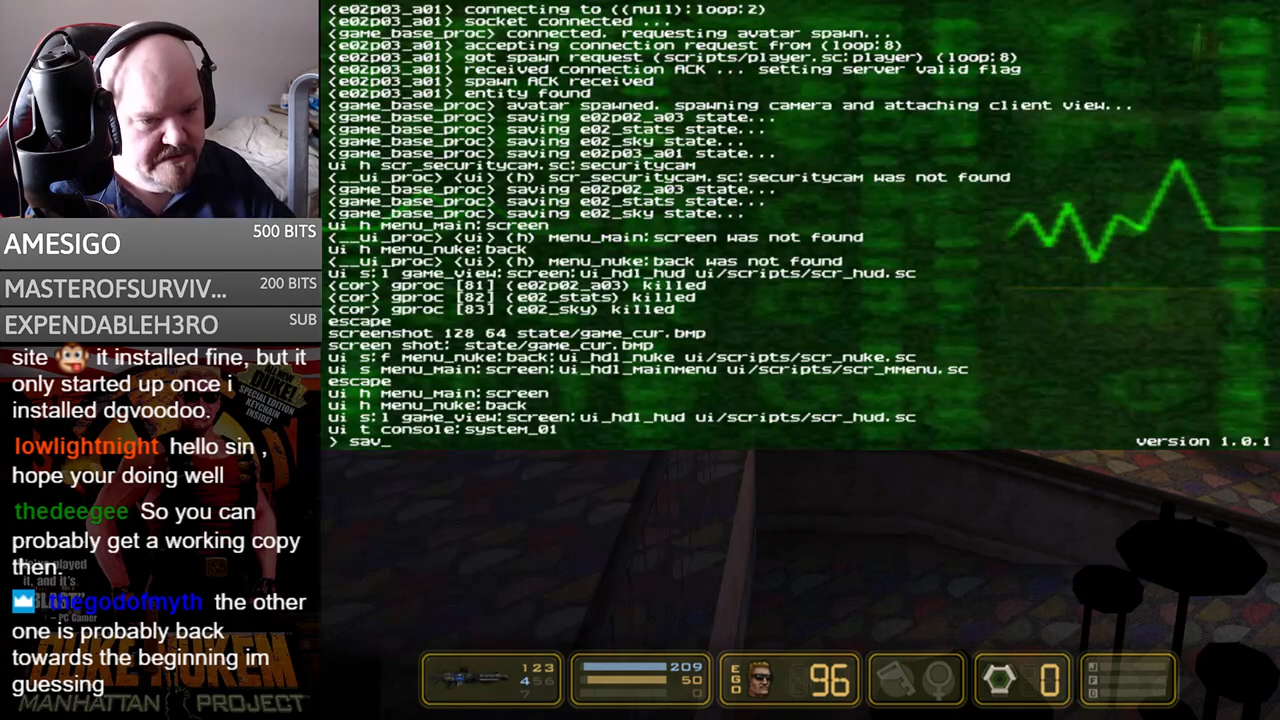 AMESIGO 500 BITS
MASTEROFSURVIV... 200 BITS
EXPENDABLEH3RO SUB
site it installed fine, but it
only started up once i
installed dgvoodoo.
lowlightnight hello sin ,
hope your doing well
thedeegee So you can
probably get a working copy
then.
thegodofmyth the other
one is probably back
towards the beginning im
guessing
SPECIAL EDITION
KEYCHAIN
INSIDE!
played
it, and it's
– PC Gamer
DUKE NUKEM
MANHATTAN PROJECT
(e02p03_a01) connecting to ((null):loop:2)
(e02p03_a01) socket connected ...
(game_base_proc) connected. requesting avatar spawn...
(e02p03_a01) accepting connection request from (loop:8)
(e02p03_a01) got spawn request (scripts/player.sc:player) (loop:8)
(e02p03_a01) received connection ACK ... setting server valid flag
(e02p03_a01) spawn ACK received
(e02p03_a01) entity found
(game_base_proc) avatar spawned. spawning camera and attaching client view...
(game_base_proc) saving e02p02_a03 state...
(game_base_proc) saving e02_stats state...
(game_base_proc) saving e02_sky state...
(game_base_proc) saving e02p03_a01 state...
ui h scr_securitycam.sc:securitycam
(__ui_proc) (ui) (h) scr_securitycam.sc:securitycam was not found
(game_base_proc) saving e02p02_a03 state...
(game_base_proc) saving e02_stats state...
(game_base_proc) saving e02_sky state...
ui h menu_main:screen
(__ui_proc) (ui) (h) menu_main:screen was not found
ui h menu_nuke:back
(__ui_proc) (ui) (h) menu_nuke:back was not found
ui s:l game_view:screen:ui_hdl_hud ui/scripts/scr_hud.sc
(cor) gproc [81] (e02p02_a03) killed
(cor) gproc [82] (e02_stats) killed
(cor) gproc [83] (e02_sky) killed
escape
screenshot 128 64 state/game_cur.bmp
screen shot: state/game_cur.bmp
ui s:f menu_nuke:back:ui_hdl_nuke ui/scripts/scr_nuke.sc
ui s menu_main:screen:ui_hdl_mainmenu ui/scripts/scr_mmenu.sc
escape
ui h menu_main:screen
ui h menu_nuke:back
ui s:l game_view:screen:ui_hdl_hud ui/scripts/scr_hud.sc
ui t console:system_01
> sav_ version 1.0.1
123
456
7
209
50
0
EGO 96
0